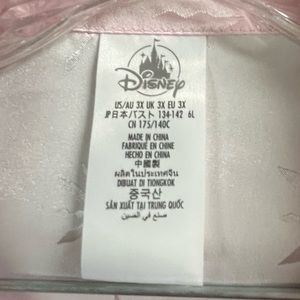 Disney
US/AU 3X UK 3X EU 3X
JP日本バスト 134-142 6L
CN 175/140C
MADE IN CHINA
FABRIQUÉ EN CHINE
HECHO EN CHINA
中國製
ผลิตในประเทศจีน
DIBUAT DI TIONGKOK
중국산
SẢN XUẤT TẠI TRUNG QUỐC
صنع في الصين